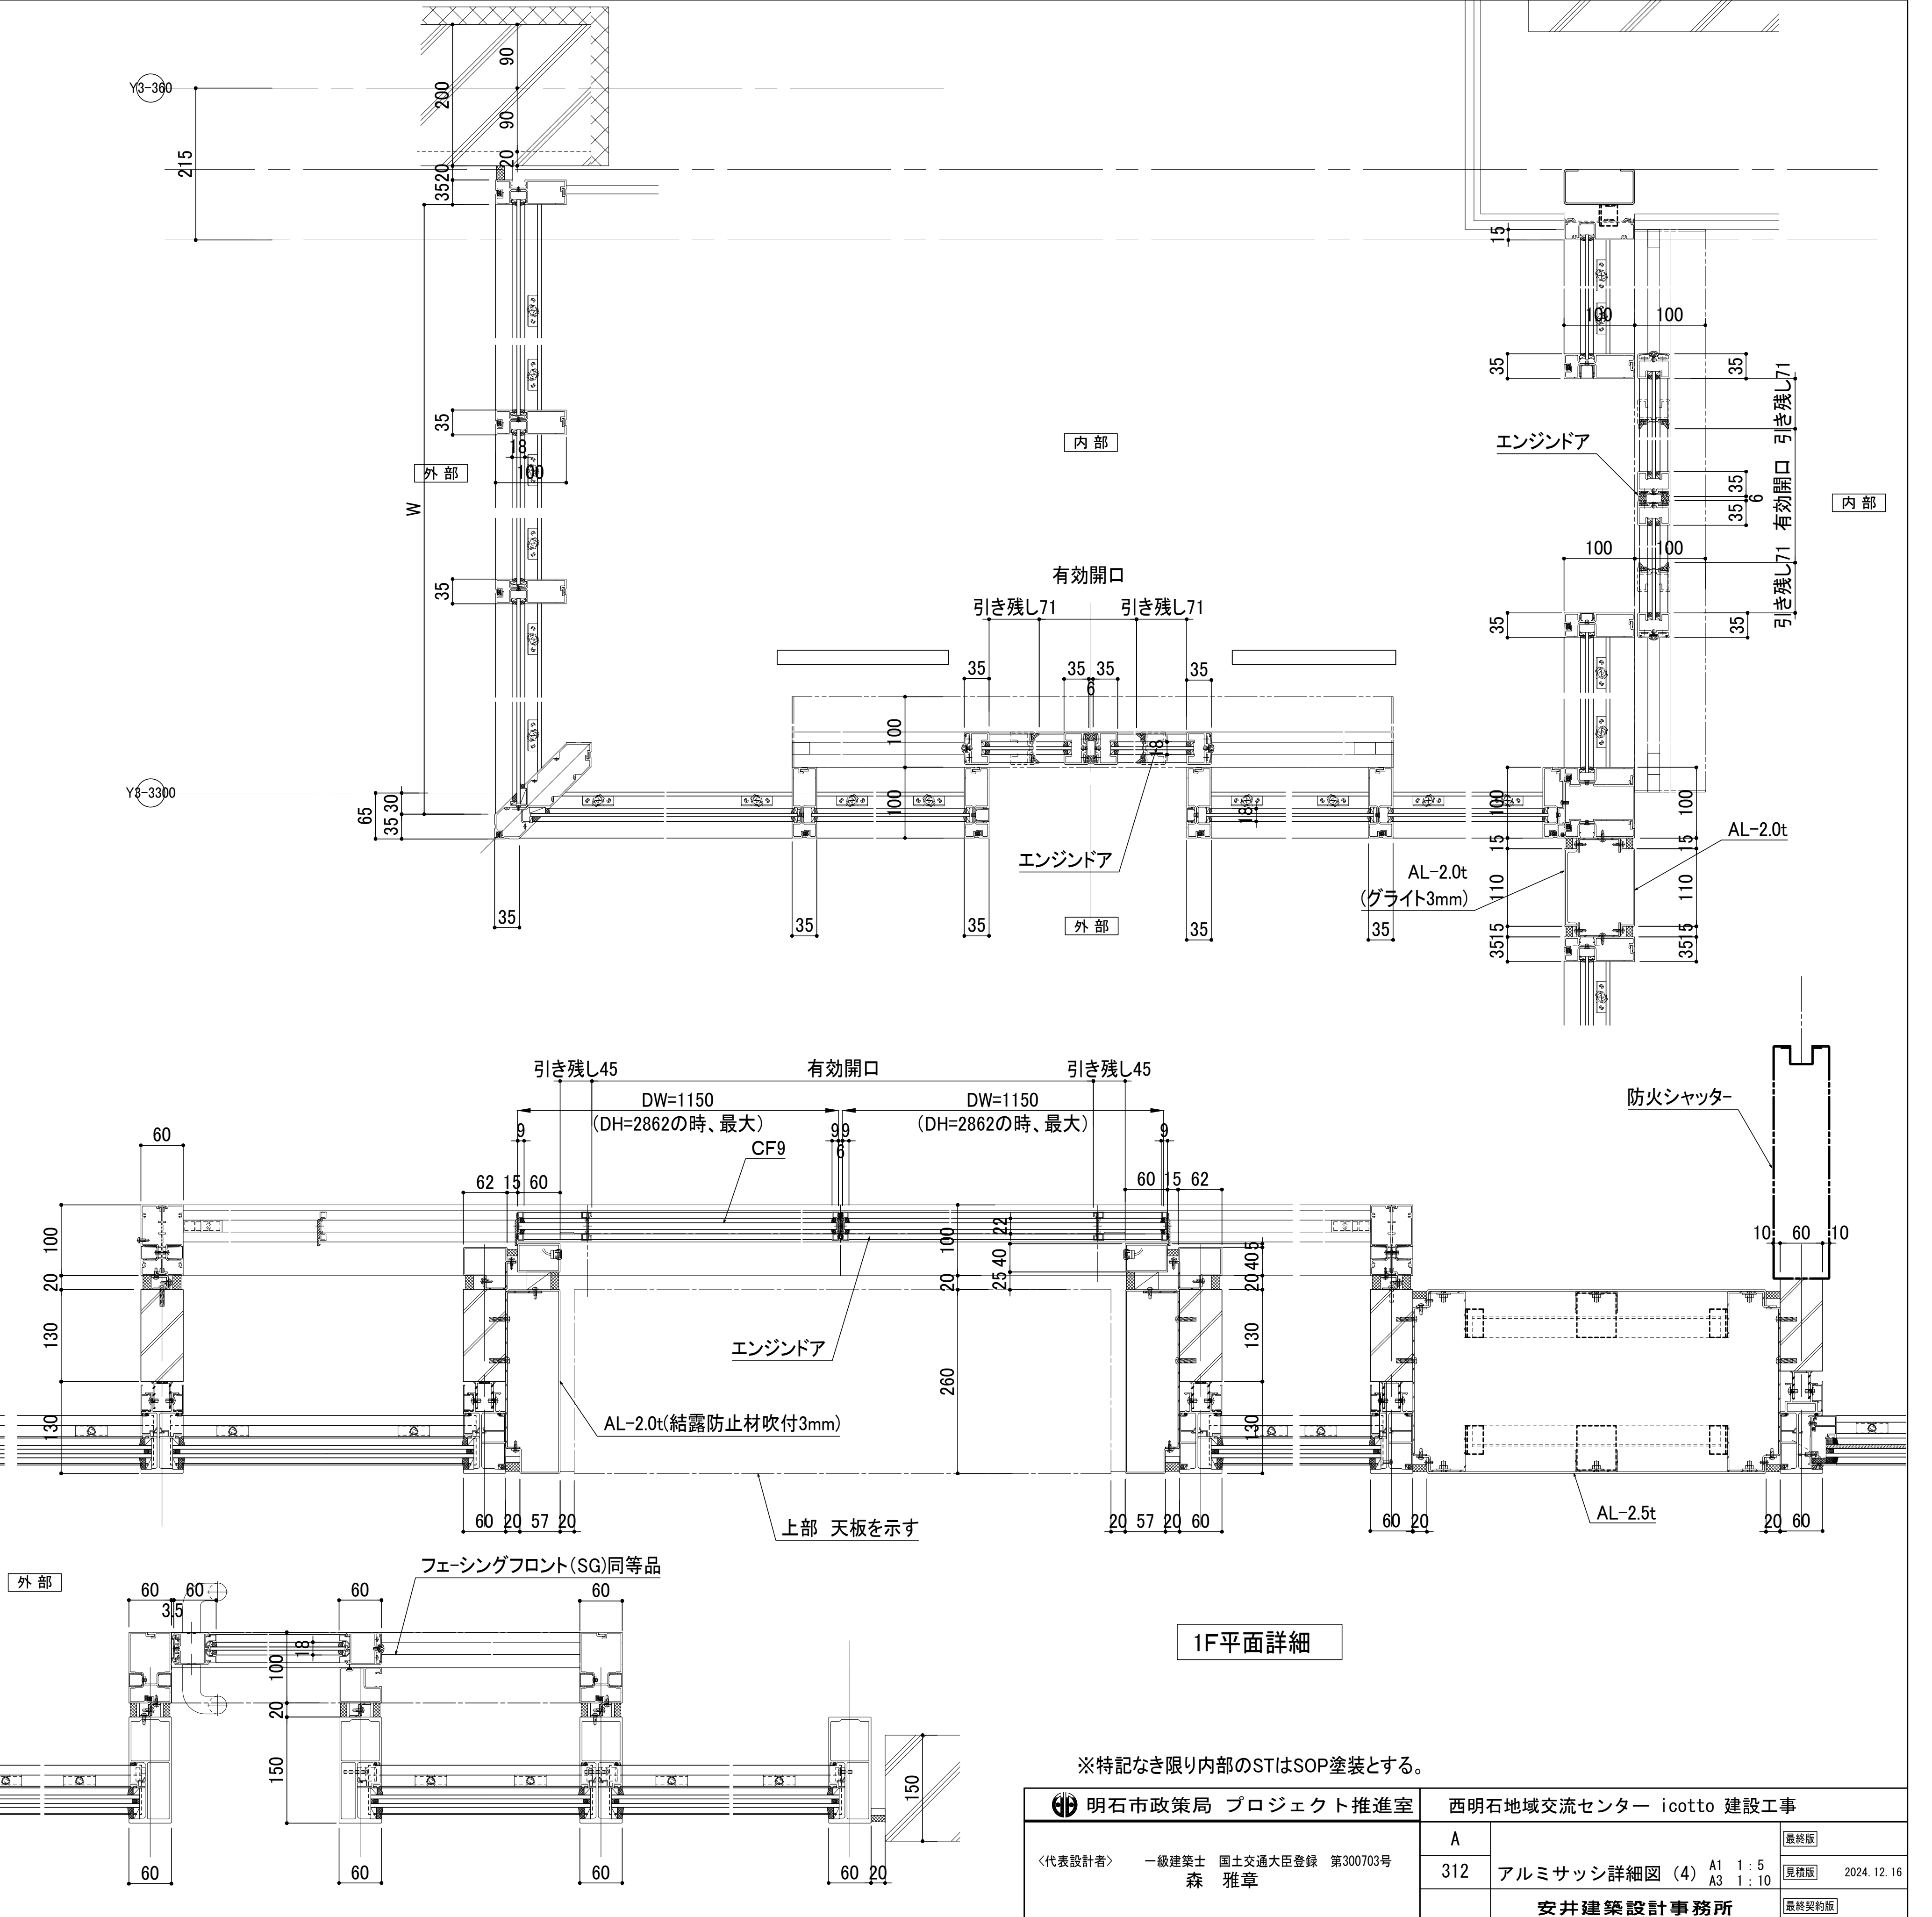 Y3-360
215
200
90
90
20
20
35
外 部
W
35
18
100
35
Y3-3300
65
30
35
35
内 部
有効開口
引き残し71
引き残し71
35
35
35
35
6
100
100
18
18
エンジンドア
外 部
35
35
35
35
15
100
100
35
35
エンジンドア
引き残し71
有効開口
引き残し71
35
6
35
内 部
100
100
35
35
100
100
15
15
AL-2.0t
AL-2.0t
(グライト3mm)
110
110
15
15
35
35
引き残し45
有効開口
引き残し45
DW=1150
DW=1150
(DH=2862の時、最大)
(DH=2862の時、最大)
9
9
9
9
6
CF9
60
62
15
60
60
15
62
防火シャッター
10
60
10
100
20
130
130
100
22
40
25
20
260
5
40
20
130
130
エンジンドア
AL-2.0t(結露防止材吹付3mm)
上部 天板を示す
60
20
57
20
20
57
20
60
60
20
AL-2.5t
20
60
外 部
フェーシングフロント(SG)同等品
60
60
3.5
60
60
18
100
20
150
150
60
60
60
60
20
1F平面詳細
※特記なき限り内部のSTはSOP塗装とする。
明石市政策局 プロジェクト推進室
西明石地域交流センター icotto 建設工事
〈代表設計者〉 一級建築士 国土交通大臣登録 第300703号
森 雅章
A
312
アルミサッシ詳細図 (4)
A1 1 : 5
A3 1 : 10
最終版
見積版 2024.12.16
最終契約版
安井建築設計事務所